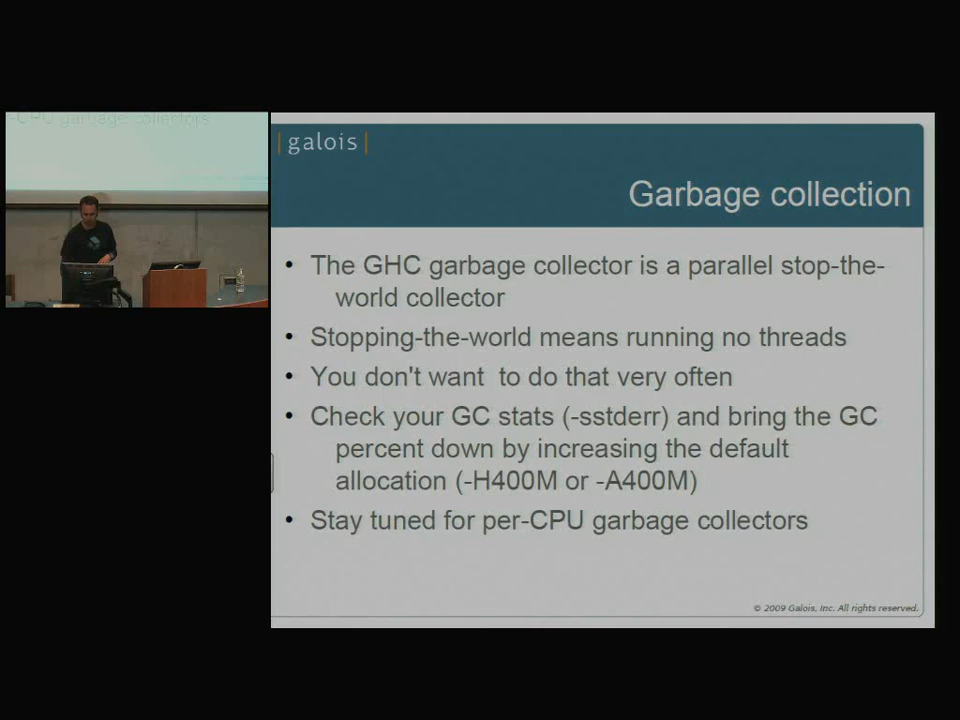 -CPU garbage collectors
| galois |
Garbage collection
• The GHC garbage collector is a parallel stop-the-
world collector
• Stopping-the-world means running no threads
• You don't want to do that very often
• Check your GC stats (-sstderr) and bring the GC
percent down by increasing the default
allocation (-H400M or -A400M)
• Stay tuned for per-CPU garbage collectors
© 2009 Galois, Inc. All rights reserved.